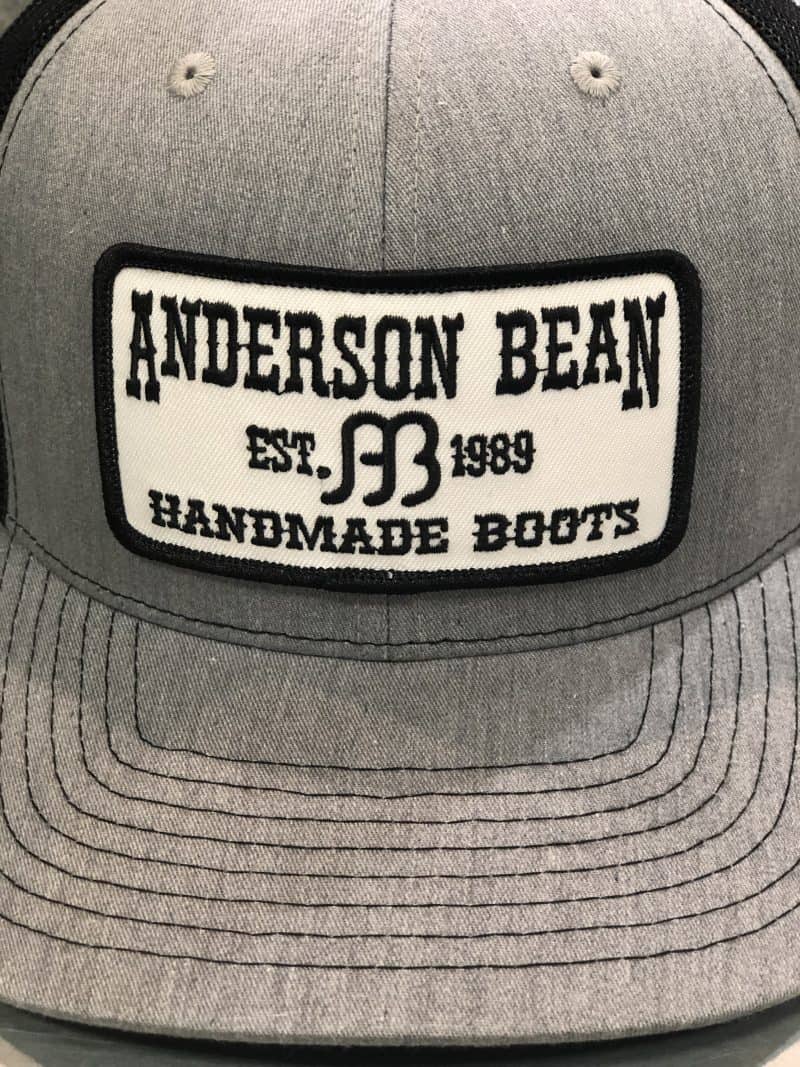 ANDERSON BEAN
EST. AB 1989
HANDMADE BOOTS